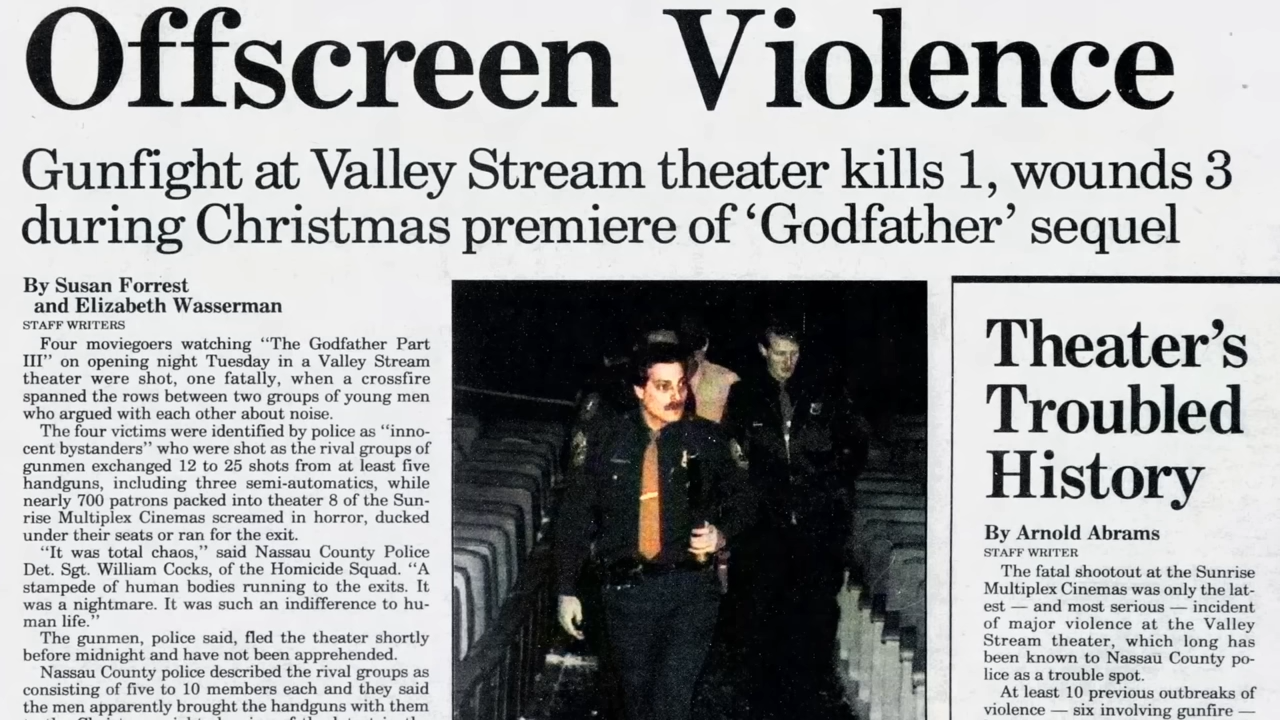 Offscreen Violence
Gunfight at Valley Stream theater kills 1, wounds 3
during Christmas premiere of ‘Godfather’ sequel
By Susan Forrest
and Elizabeth Wasserman
STAFF WRITERS
Four moviegoers watching “The Godfather Part
III” on opening night Tuesday in a Valley Stream
theater were shot, one fatally, when a crossfire
spanned the rows between two groups of young men
who argued with each other about noise.
The four victims were identified by police as “inno-
cent bystanders” who were shot as the rival groups of
gunmen exchanged 12 to 25 shots from at least five
handguns, including three semi-automatics, while
nearly 700 patrons packed into theater 8 of the Sun-
rise Multiplex Cinemas screamed in horror, ducked
under their seats or ran for the exit.
“It was total chaos,” said Nassau County Police
Det. Sgt. William Cocks, of the Homicide Squad. “A
stampede of human bodies running to the exits. It
was a nightmare. It was such an indifference to hu-
man life.”
The gunmen, police said, fled the theater shortly
before midnight and have not been apprehended.
Nassau County police described the rival groups as
consisting of five to 10 members each and they said
the men apparently brought the handguns with them
Theater’s
Troubled
History
By Arnold Abrams
STAFF WRITER
The fatal shootout at the Sunrise
Multiplex Cinemas was only the lat-
est — and most serious — incident
of major violence at the Valley
Stream theater, which long has
been known to Nassau County po-
lice as a trouble spot.
At least 10 previous outbreaks of
violence — six involving gunfire —